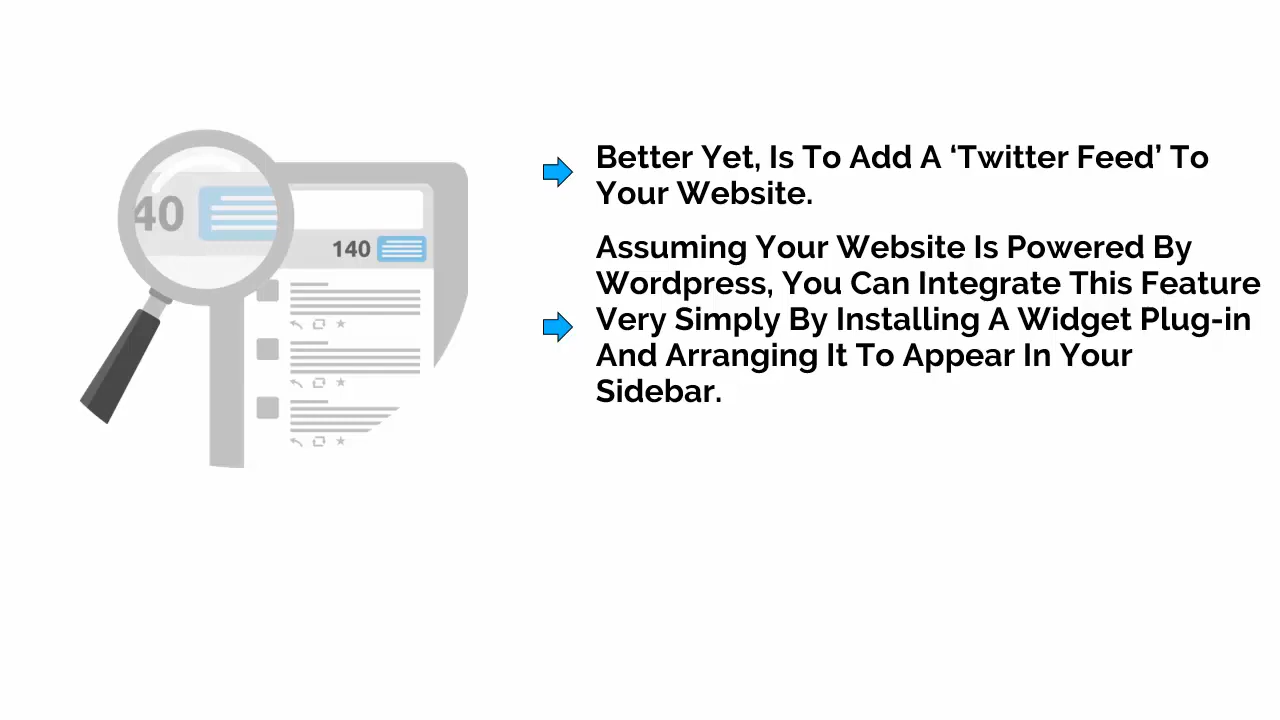 40
140
Better Yet, Is To Add A ‘Twitter Feed’ To
Your Website.
Assuming Your Website Is Powered By
Wordpress, You Can Integrate This Feature
Very Simply By Installing A Widget Plug-in
And Arranging It To Appear In Your
Sidebar.